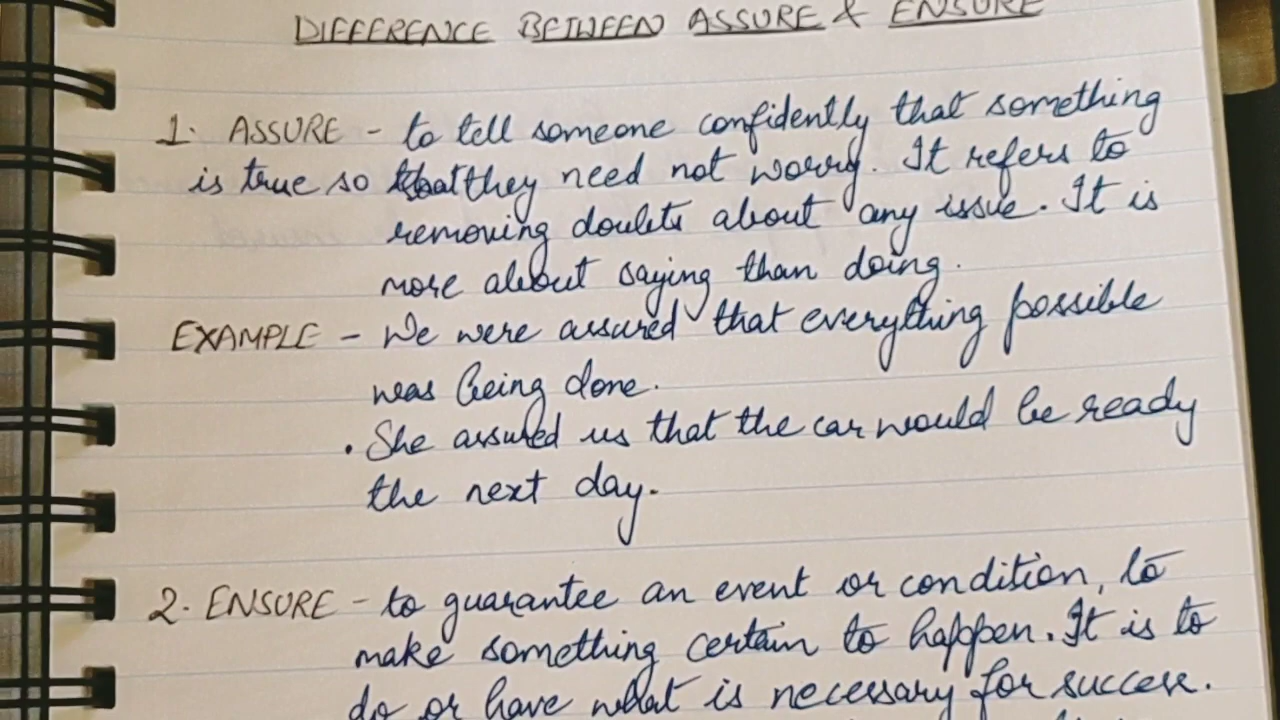 DIFFERENCE BETWEEN ASSURE & ENSURE
1. ASSURE - to tell someone confidently that something
is true so that they need not worry. It refers to
removing doubts about any issue. It is
more about saying than doing.
EXAMPLE - We were assured that everything possible
was being done.
• She assured us that the car would be ready
the next day.
2. ENSURE - to guarantee an event or condition, to
make something certain to happen. It is to
do or have what is necessary for success.